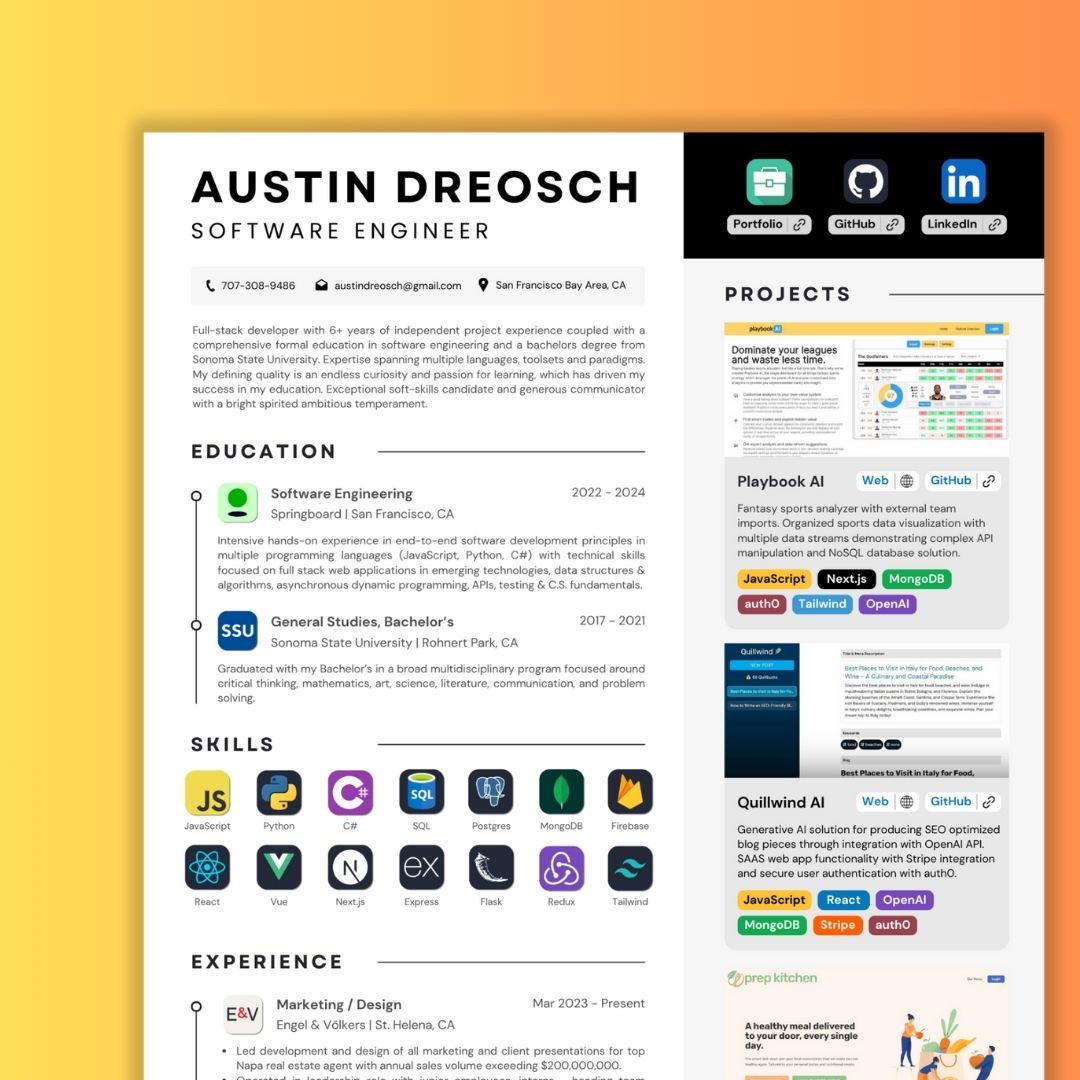 AUSTIN DREOSCH
SOFTWARE ENGINEER
707-308-9486 austindreosch@gmail.com San Francisco Bay Area, CA
Full-stack developer with 6+ years of independent project experience coupled with a
comprehensive formal education in software engineering and a bachelors degree from
Sonoma State University. Expertise spanning multiple languages, toolsets and paradigms.
My defining quality is an endless curiosity and passion for learning, which has driven my
success in my education. Exceptional soft-skills candidate and generous communicator
with a bright spirited ambitious temperament.
EDUCATION
Software Engineering 2022 - 2024
Springboard | San Francisco, CA
Intensive hands-on experience in end-to-end software development principles in
multiple programming languages (JavaScript, Python, C#) with technical skills
focused on full stack web applications in emerging technologies, data structures &
algorithms, asynchronous dynamic programming, APIs, testing & C.S. fundamentals.
SSU
General Studies, Bachelor's 2017 - 2021
Sonoma State University | Rohnert Park, CA
Graduated with my Bachelor's in a broad multidisciplinary program focused around
critical thinking, mathematics, art, science, literature, communication, and problem
solving.
SKILLS
JS C# SQL
JavaScript Python C# SQL Postgres MongoDB Firebase
N ex
React Vue Next.js Express Flask Redux Tailwind
EXPERIENCE
E&V
Marketing / Design Mar 2023 - Present
Engel & Völkers | St. Helena, CA
• Led development and design of all marketing and client presentations for top
Napa real estate agent with annual sales volume exceeding $200,000,000.
in
Portfolio GitHub LinkedIn
PROJECTS
playbook AI Home Login
Dominate your leagues
and waste less time.
The Godfathers
97
Playbook AI Web GitHub
Fantasy sports analyzer with external team
imports. Organized sports data visualization with
multiple data streams demonstrating complex API
manipulation and NoSQL database solution.
JavaScript Next.js MongoDB
auth0 Tailwind OpenAI
Quillwind
NEW POST
Best Places to Visit in Italy for Food, Beaches, and
Wine - A Culinary and Coastal Paradise
Keywords
# food # beaches # wine
Blog
Best Places to Visit in Italy for Food,
Quillwind AI Web GitHub
Generative AI solution for producing SEO optimized
blog pieces through integration with OpenAI API.
SAAS web app functionality with Stripe integration
and secure user authentication with auth0.
JavaScript React OpenAI
MongoDB Stripe auth0
prep kitchen Our Menu Login
A healthy meal delivered
to your door, every single
day.